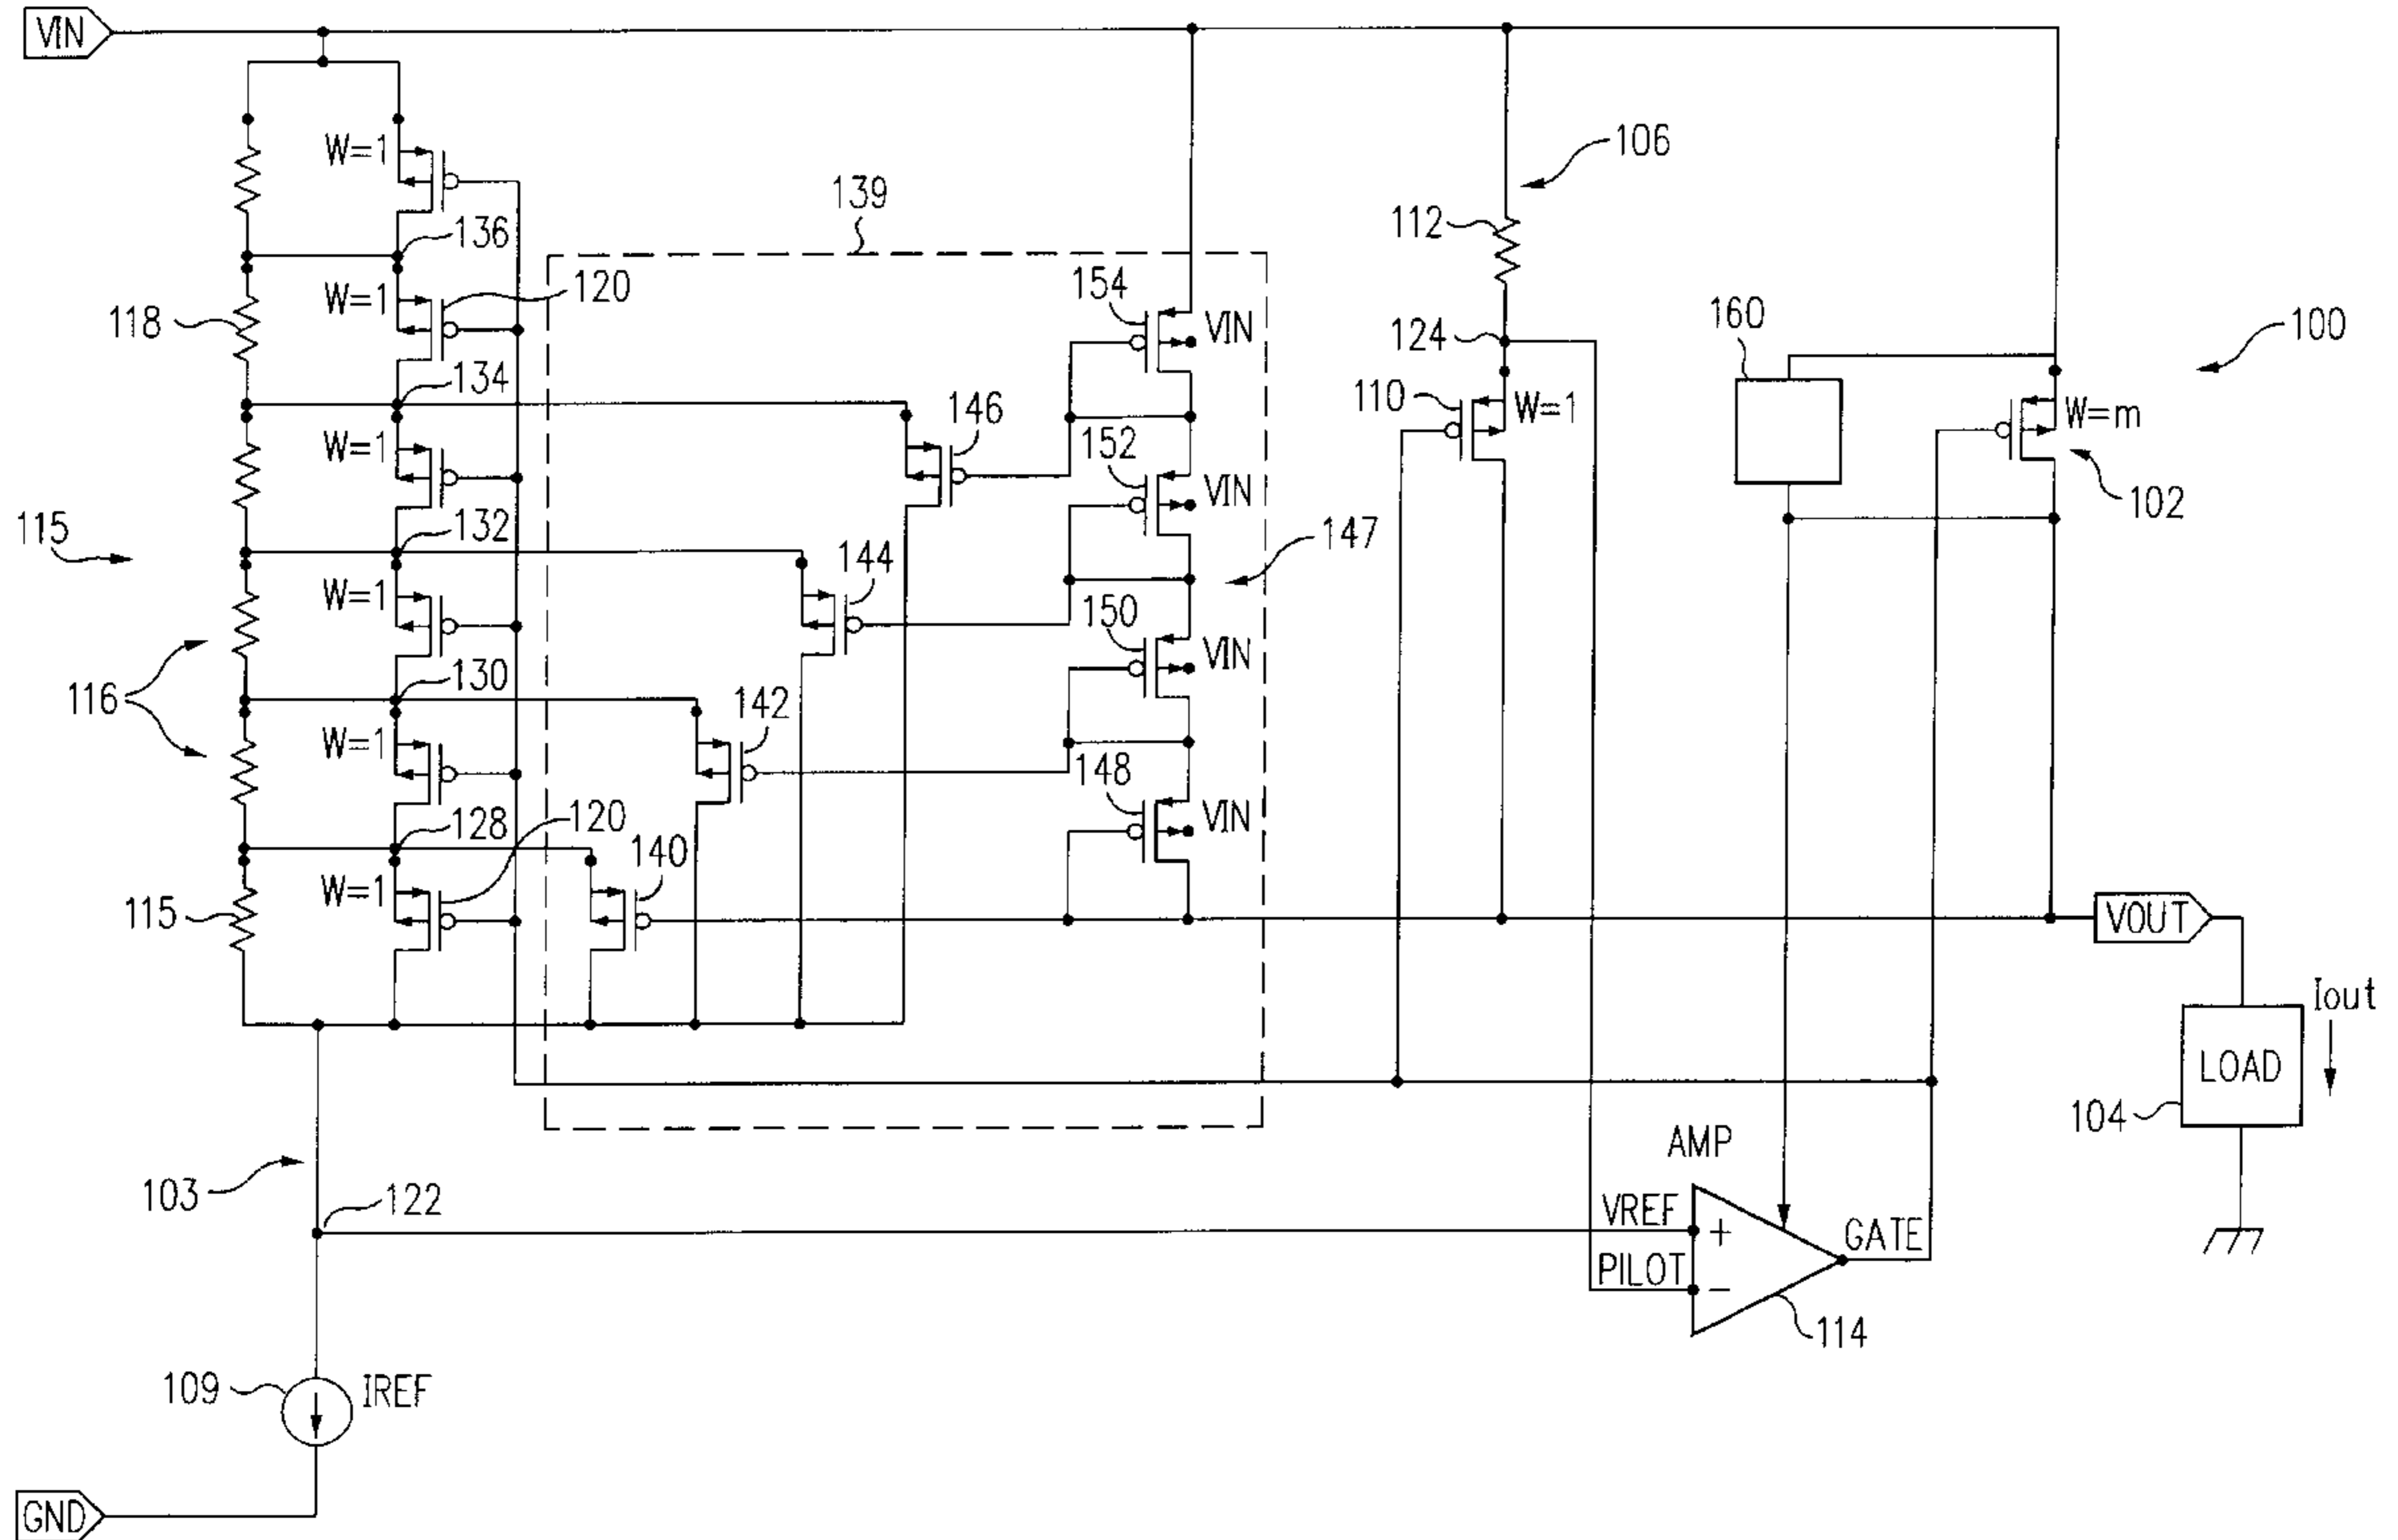 VIN
W=1
106
139
112
136
W=1
120
154
VIN
160
100
118
124
134
110
W=1
W=m
146
W=1
152
VIN
102
115
132
147
144
W=1
150
VIN
116
130
142
W=1
148
VIN
128
120
140
W=1
115
VOUT
Iout
LOAD
104
AMP
103
122
VREF
+
GATE
PILOT
−
114
109
IREF
GND